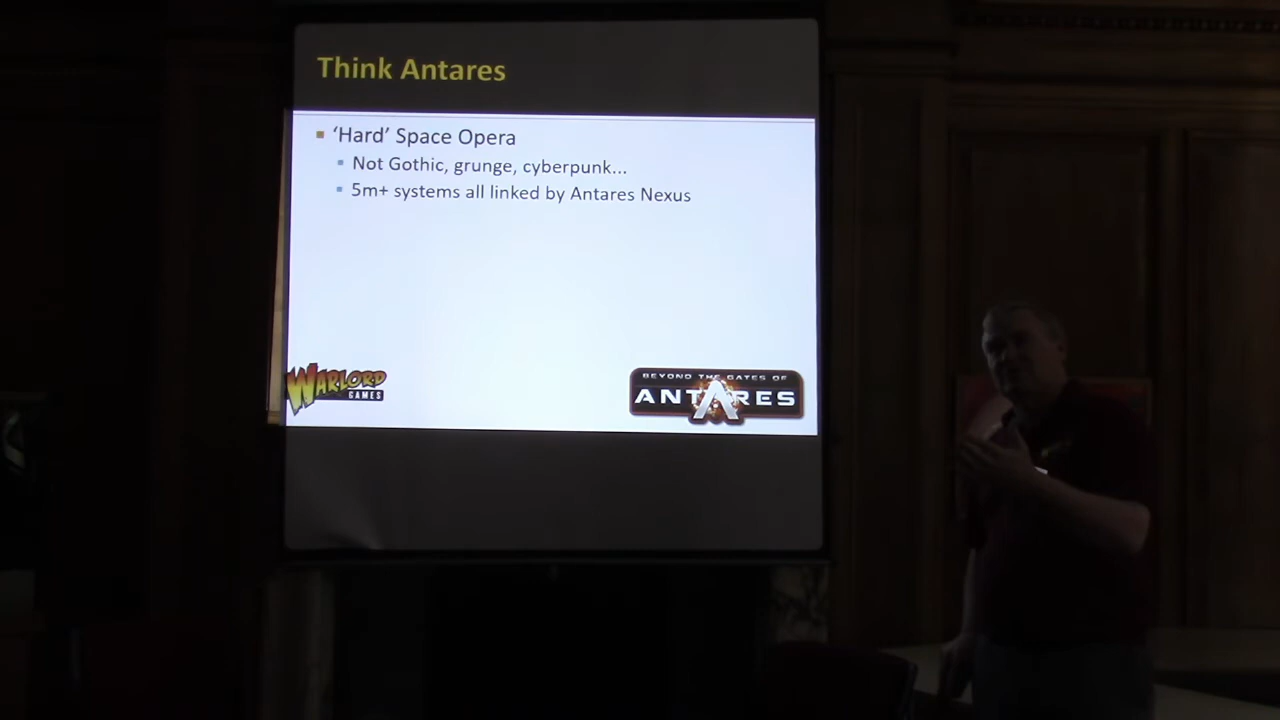 Think Antares
‘Hard’ Space Opera
Not Gothic, grunge, cyberpunk...
5m+ systems all linked by Antares Nexus
WARLORD
GAMES
BEYOND THE GATES OF
ANTARES